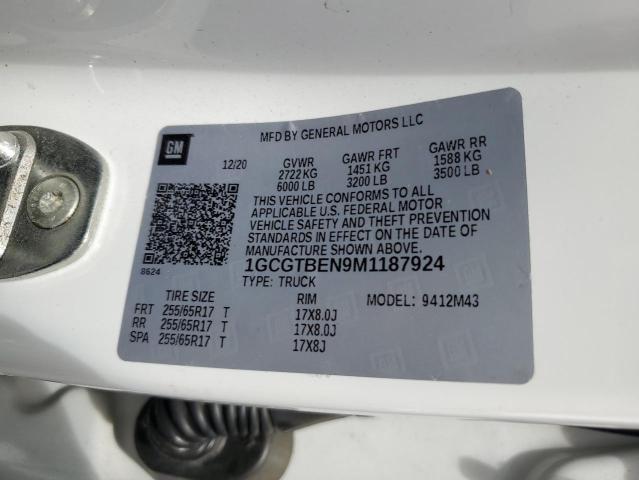 GM
MFD BY GENERAL MOTORS LLC
12/20 GVWR GAWR FRT GAWR RR
2722 KG 1451 KG 1588 KG
6000 LB 3200 LB 3500 LB
THIS VEHICLE CONFORMS TO ALL
APPLICABLE U.S. FEDERAL MOTOR
VEHICLE SAFETY AND THEFT PREVENTION
STANDARDS IN EFFECT ON THE DATE OF
MANUFACTURE SHOWN ABOVE.
8624
1GCGTBEN9M1187924
TYPE: TRUCK
TIRE SIZE RIM MODEL: 9412M43
FRT 255/65R17 T 17X8.0J
RR 255/65R17 T 17X8.0J
SPA 255/65R17 T 17X8J